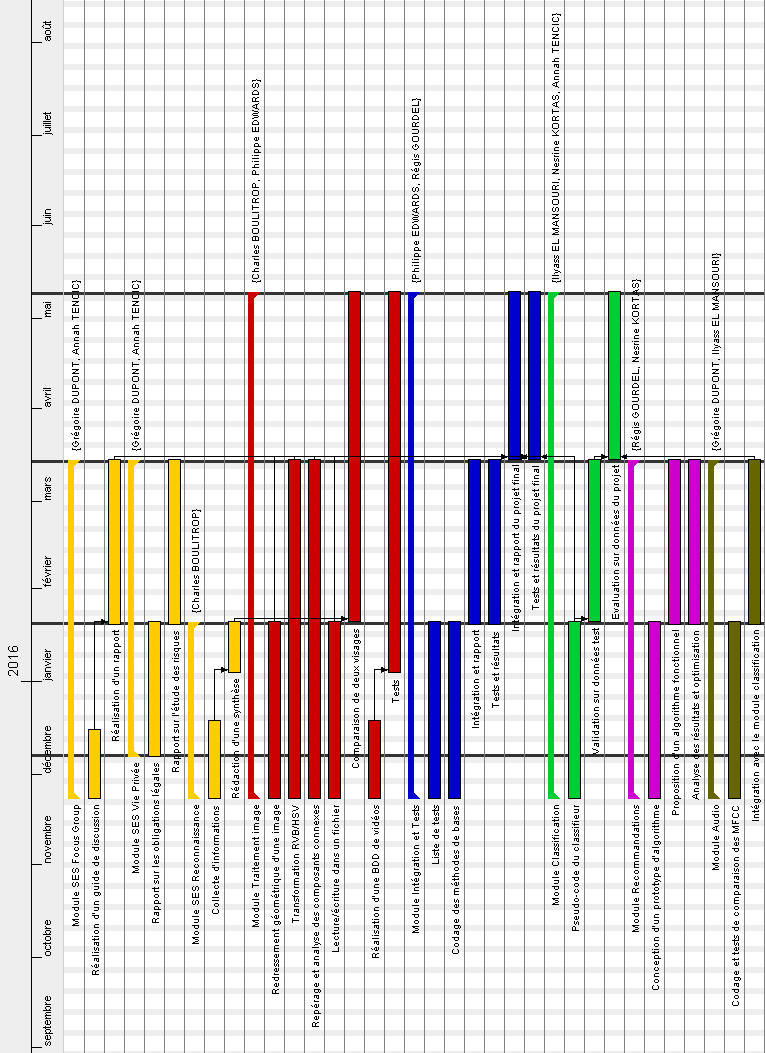 2016
septembre
octobre
novembre
décembre
janvier
février
mars
avril
mai
juin
juillet
août
Module SES Focus Group
{Grégoire DUPONT, Annah TENCIC}
Réalisation d'un guide de discussion
Réalisation d'un rapport
Module SES Vie Privée
{Grégoire DUPONT, Annah TENCIC}
Rapport sur les obligations légales
Rapport sur l'étude des risques
Module SES Reconnaissance
{Charles BOULITROP}
Collecte d'informations
Rédaction d'une synthèse
Module Traitement image
{Charles BOULITROP, Philippe EDWARDS}
Redressement géométrique d'une image
Transformation RVB/HSV
Repérage et analyse des composants connexes
Lecture/écriture dans un fichier
Comparaison de deux visages
Réalisation d'une BDD de vidéos
Tests
Module Intégration et Tests
{Philippe EDWARDS, Régis GOURDEL}
Liste de tests
Codage des méthodes de bases
Intégration et rapport
Tests et résultats
Intégration et rapport du projet final
Tests et résultats du projet final
Module Classification
{Ilyass EL MANSOURI, Nesrine KORTAS, Annah TENCIC}
Pseudo-code du classifieur
Validation sur données test
Evaluation sur données du projet
Module Recommandations
{Régis GOURDEL, Nesrine KORTAS}
Conception d'un prototype d'algorithme
Proposition d'un algorithme fonctionnel
Analyse des résultats et optimisation
Module Audio
{Grégoire DUPONT, Ilyass EL MANSOURI}
Codage et tests de comparaison des MFCC
Intégration avec le module classification